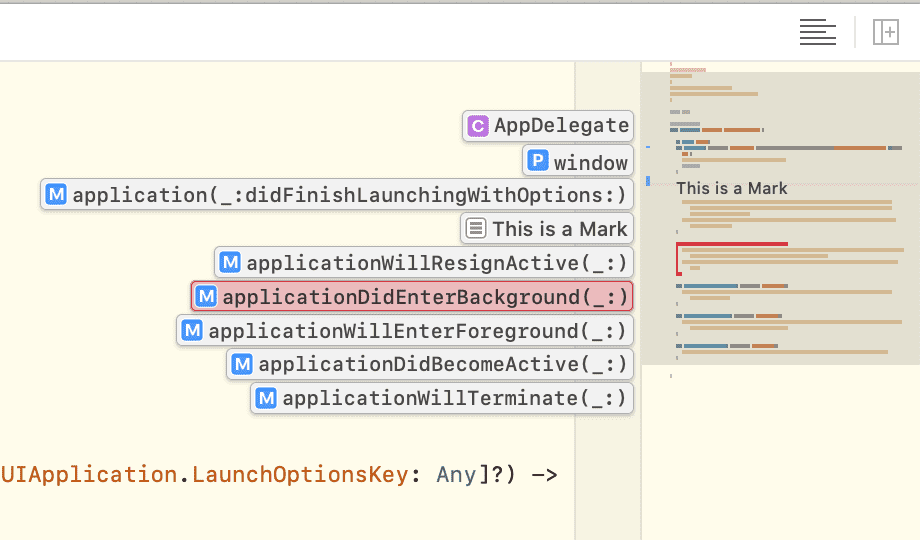 C AppDelegate
P window
M application(_:didFinishLaunchingWithOptions:)
This is a Mark
This is a Mark
M applicationWillResignActive(_:)
M applicationDidEnterBackground(_:)
M applicationWillEnterForeground(_:)
M applicationDidBecomeActive(_:)
M applicationWillTerminate(_:)
UIApplication.LaunchOptionsKey: Any]?) ->